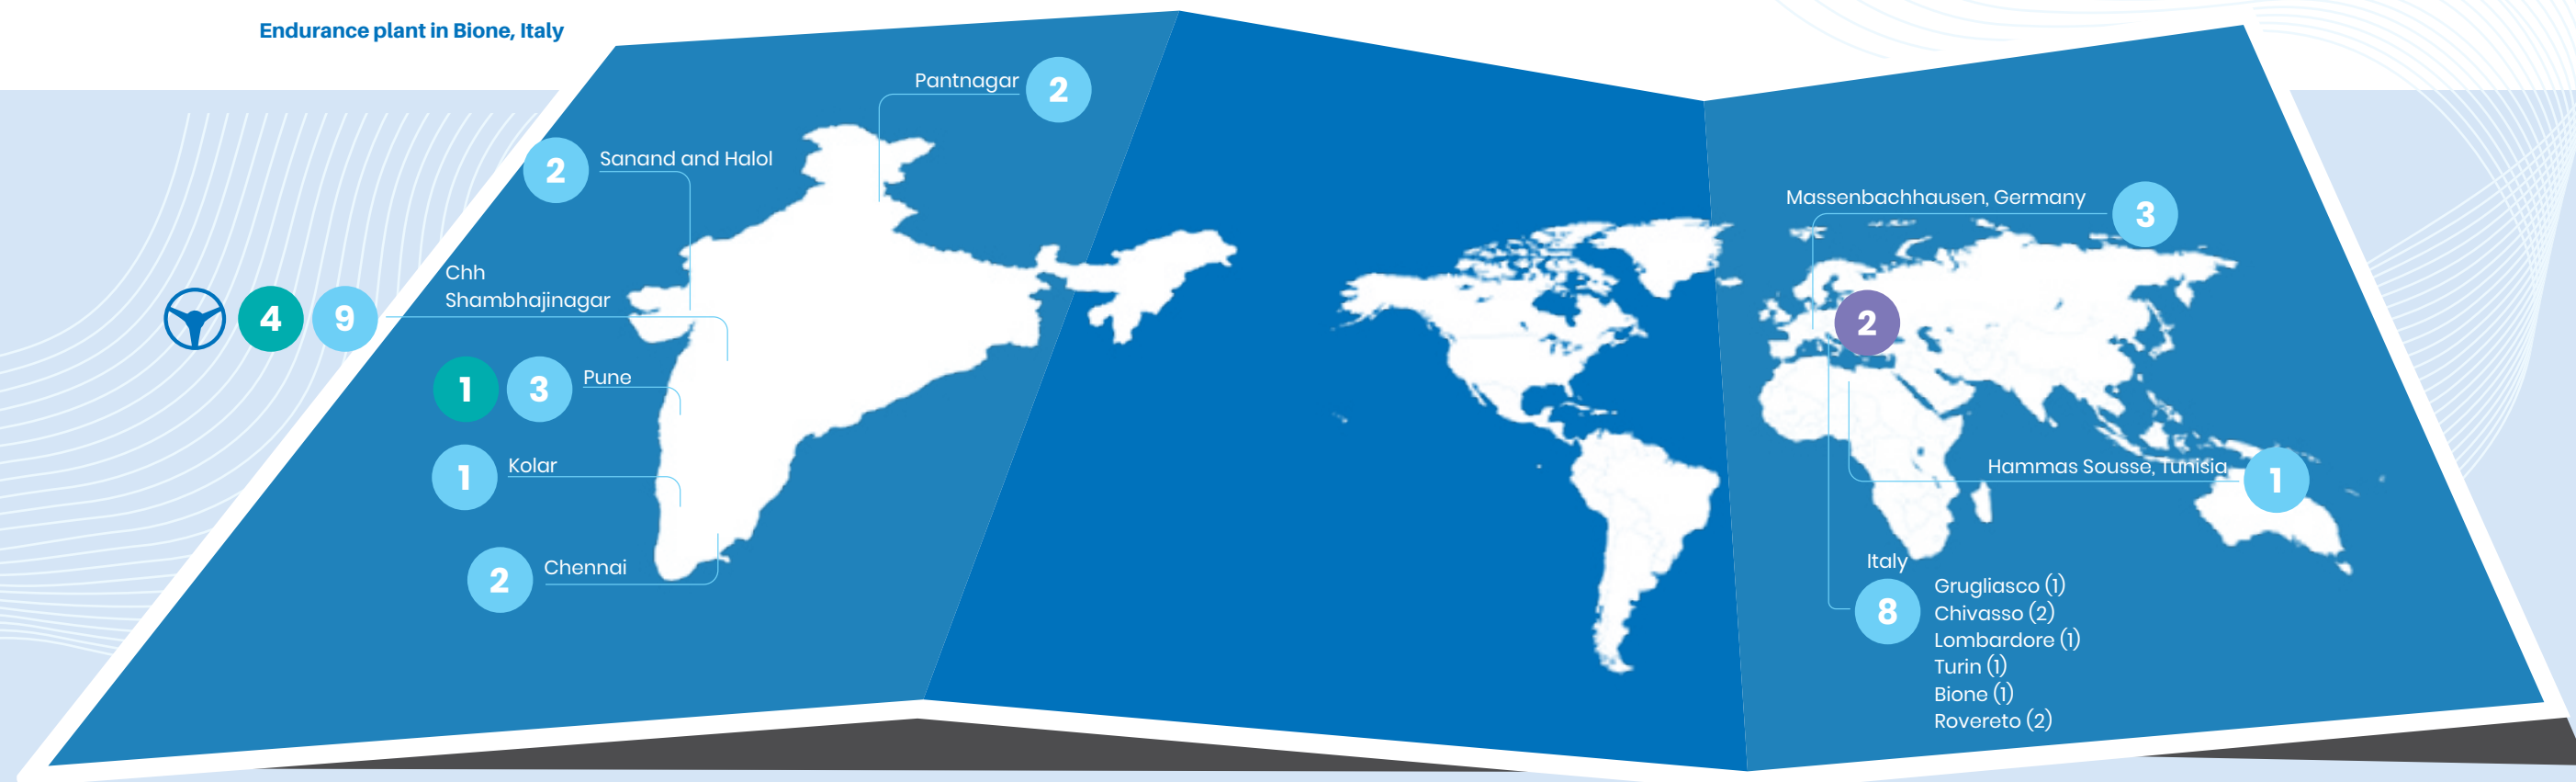 Endurance plant in Bione, Italy
Pantnagar
2
2
Sanand and Halol
Chh
Shambhajinagar
4
9
1
3
Pune
1
Kolar
2
Chennai
Massenbachhausen, Germany
3
2
Hammas Sousse, Tunisia
1
Italy
8
Grugliasco (1)
Chivasso (2)
Lombardore (1)
Turin (1)
Bione (1)
Rovereto (2)